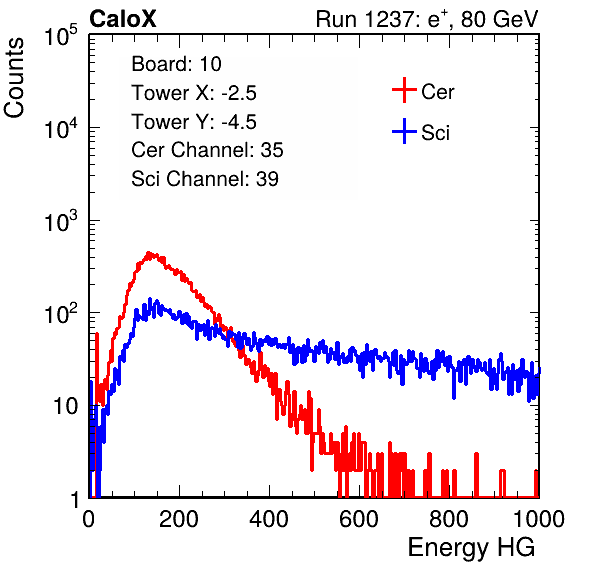 CaloX Run 1237: e⁺, 80 GeV
Counts
Board: 10
Tower X: -2.5
Tower Y: -4.5
Cer Channel: 35
Sci Channel: 39
Cer
Sci
10⁵
10⁴
10³
10²
10
1
0 200 400 600 800 1000
Energy HG